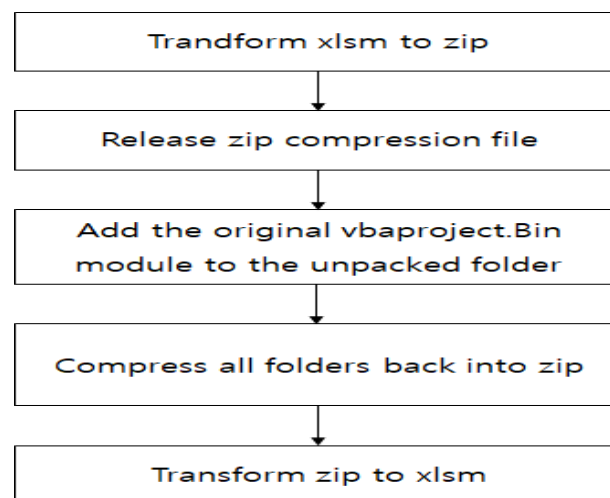 Trandform xlsm to zip
Release zip compression file
Add the original vbaproject.Bin
module to the unpacked folder
Compress all folders back into zip
Transform zip to xlsm